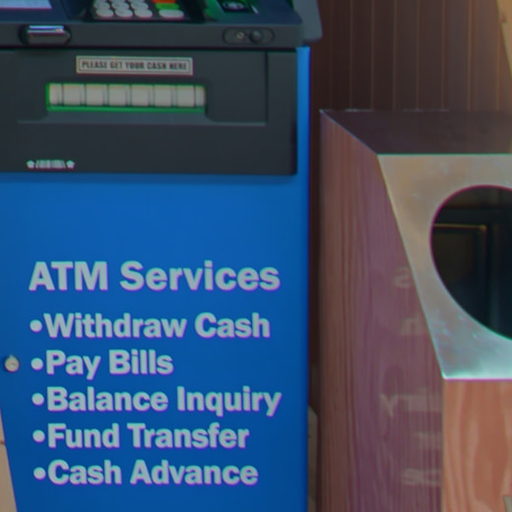 PLEASE GET YOUR CASH HERE
ATM Services
•Withdraw Cash
•Pay Bills
•Balance Inquiry
•Fund Transfer
•Cash Advance